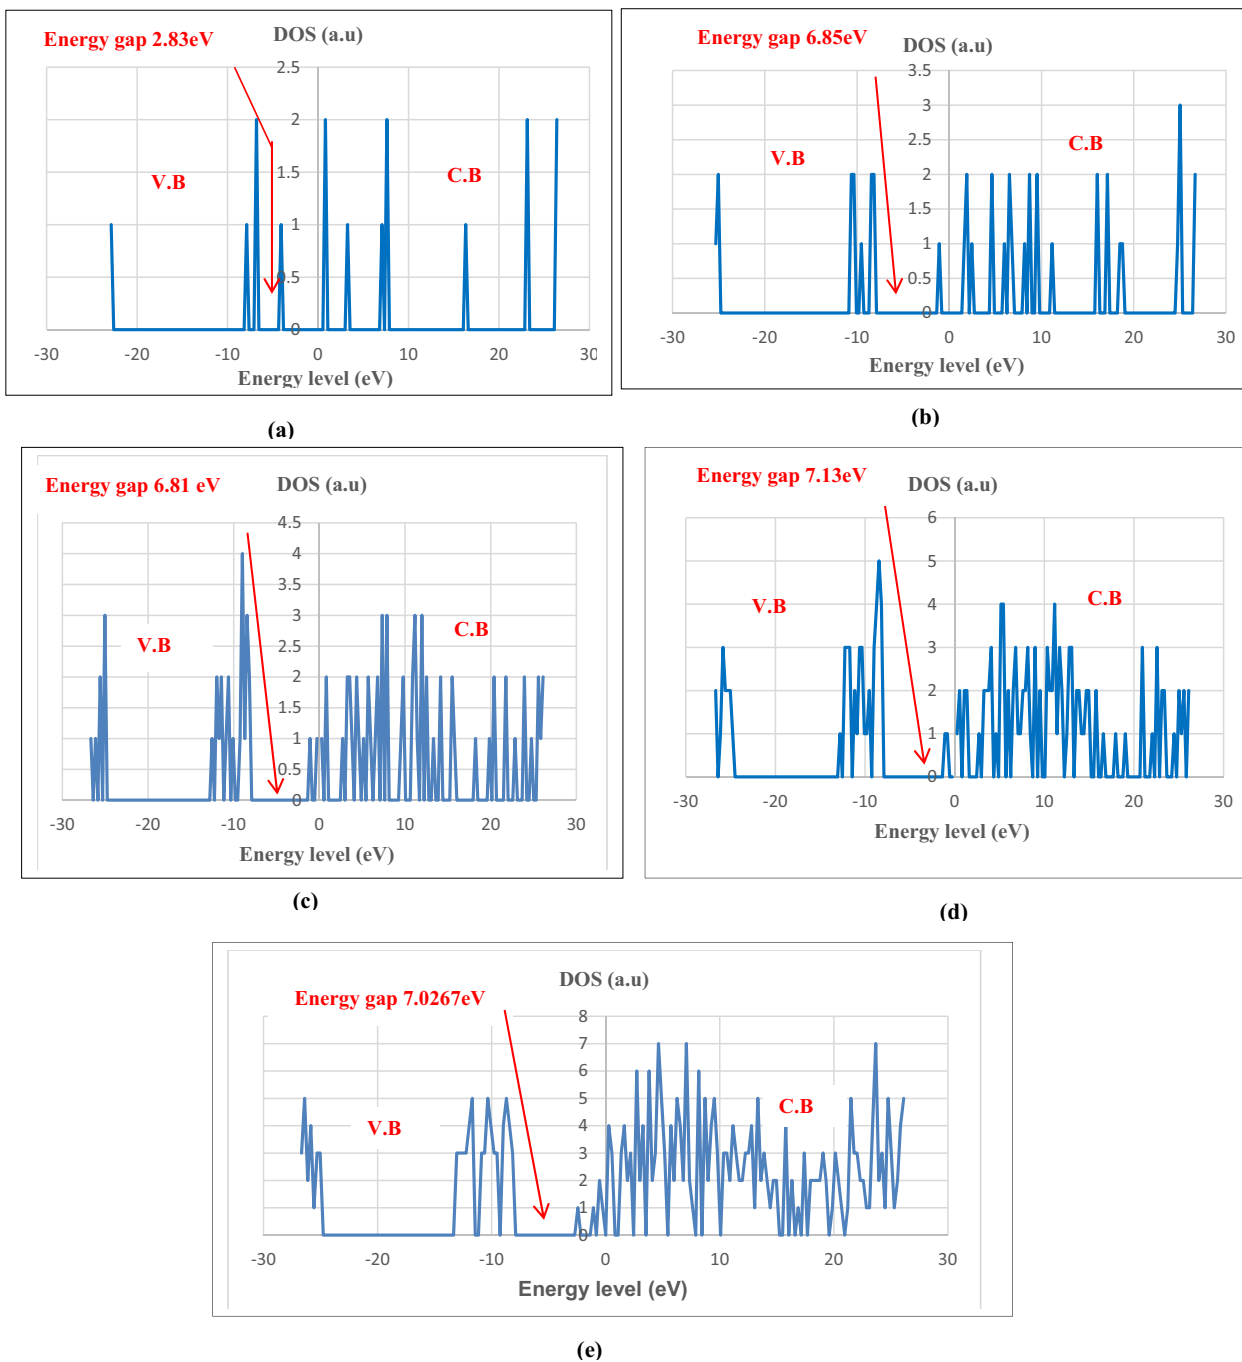 Energy gap 2.83eV
DOS (a.u)
2.5
2
1.5
1
0.5
0
V.B
C.B
-30
-20
-10
0
10
20
30
Energy level (eV)
(a)
Energy gap 6.85eV
DOS (a.u)
3.5
3
2.5
2
1.5
1
0.5
0
V.B
C.B
-30
-20
-10
0
10
20
30
Energy level (eV)
(b)
Energy gap 6.81 eV
DOS (a.u)
4.5
4
3.5
3
2.5
2
1.5
1
0.5
0
V.B
C.B
-30
-20
-10
0
10
20
30
Energy level (eV)
(c)
Energy gap 7.13eV
DOS (a.u)
6
5
4
3
2
1
0
V.B
C.B
-30
-20
-10
0
10
20
30
Energy level (eV)
(d)
DOS (a.u)
Energy gap 7.0267eV
8
7
6
5
4
3
2
1
0
V.B
C.B
-30
-20
-10
0
10
20
30
Energy level (eV)
(e)